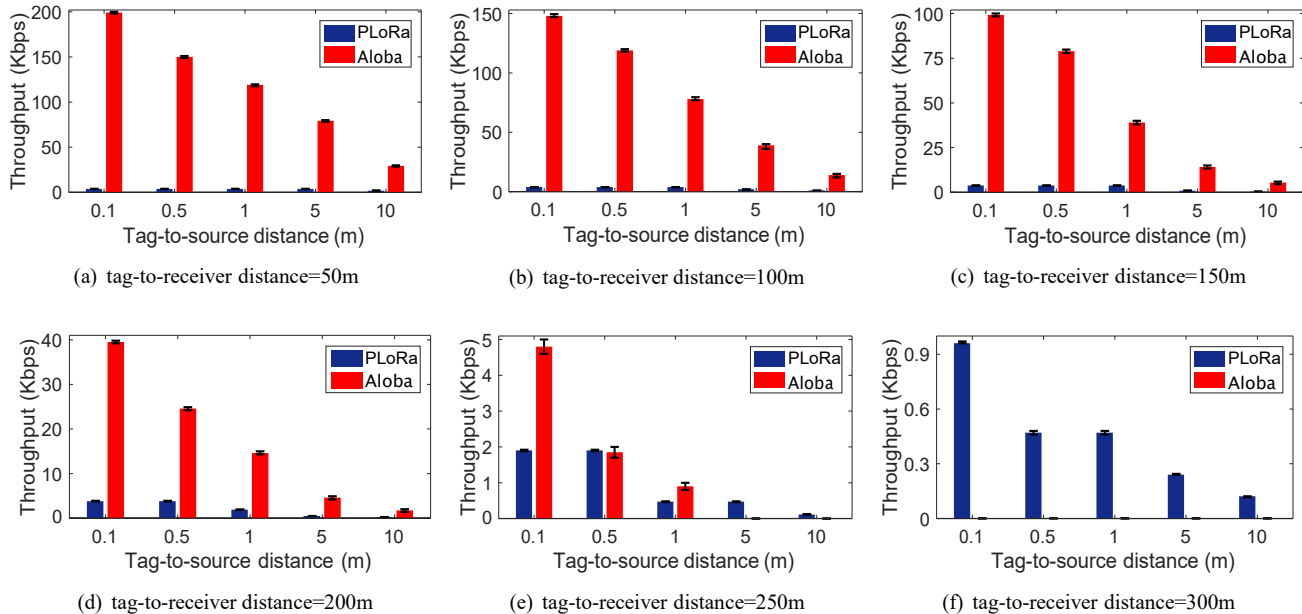 Throughput (Kbps)
200
150
100
50
0
PLoRa
Aloba
0.1 0.5 1 5 10
Tag-to-source distance (m)
(a) tag-to-receiver distance=50m
Throughput (Kbps)
150
100
50
0
PLoRa
Aloba
0.1 0.5 1 5 10
Tag-to-source distance (m)
(b) tag-to-receiver distance=100m
Throughput (Kbps)
100
75
50
25
0
PLoRa
Aloba
0.1 0.5 1 5 10
Tag-to-source distance (m)
(c) tag-to-receiver distance=150m
Throughput (Kbps)
40
30
20
10
0
PLoRa
Aloba
0.1 0.5 1 5 10
Tag-to-source distance (m)
(d) tag-to-receiver distance=200m
Throughput (Kbps)
5
4
3
2
1
0
PLoRa
Aloba
0.1 0.5 1 5 10
Tag-to-source distance (m)
(e) tag-to-receiver distance=250m
Throughput (Kbps)
0.9
0.6
0.3
0
PLoRa
Aloba
0.1 0.5 1 5 10
Tag-to-source distance (m)
(f) tag-to-receiver distance=300m